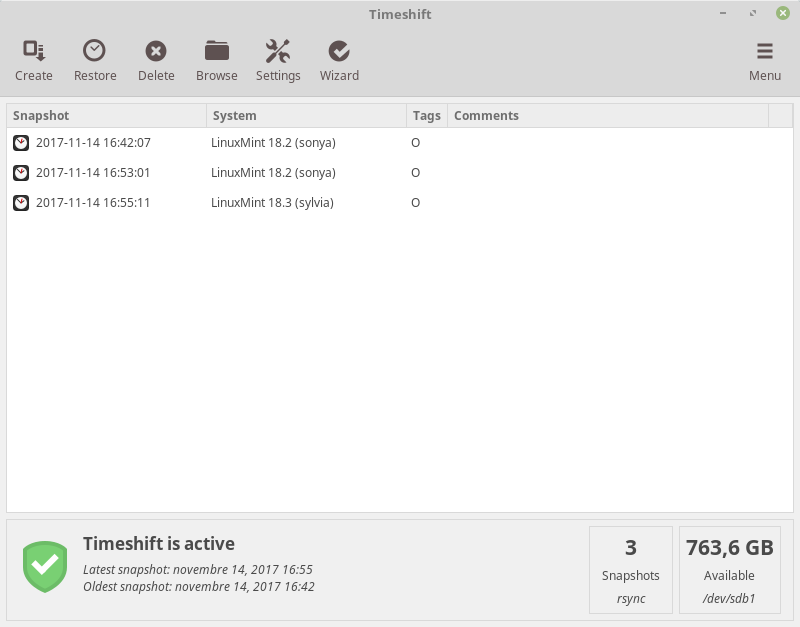 Timeshift
Create Restore Delete Browse Settings Wizard Menu
Snapshot System Tags Comments
2017-11-14 16:42:07 LinuxMint 18.2 (sonya) O
2017-11-14 16:53:01 LinuxMint 18.2 (sonya) O
2017-11-14 16:55:11 LinuxMint 18.3 (sylvia) O
Timeshift is active
Latest snapshot: novembre 14, 2017 16:55
Oldest snapshot: novembre 14, 2017 16:42
3
Snapshots
rsync
763,6 GB
Available
/dev/sdb1